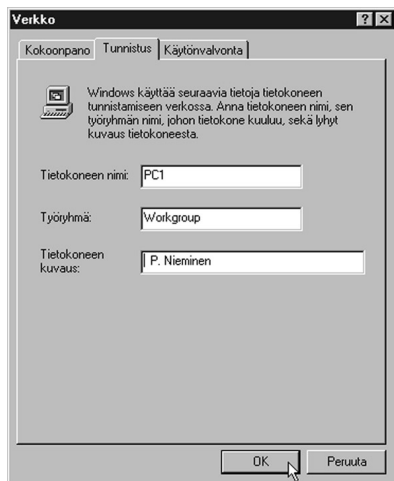 Verkko
Kokoonpano Tunnistus Käytönvalvonta
Windows käyttää seuraavia tietoja tietokoneen
tunnistamiseen verkossa. Anna tietokoneen nimi, sen
työryhmän nimi, johon tietokone kuuluu, sekä lyhyt
kuvaus tietokoneesta.
Tietokoneen nimi: PC1
Työryhmä: Workgroup
Tietokoneen
kuvaus: P. Nieminen
OK Peruuta